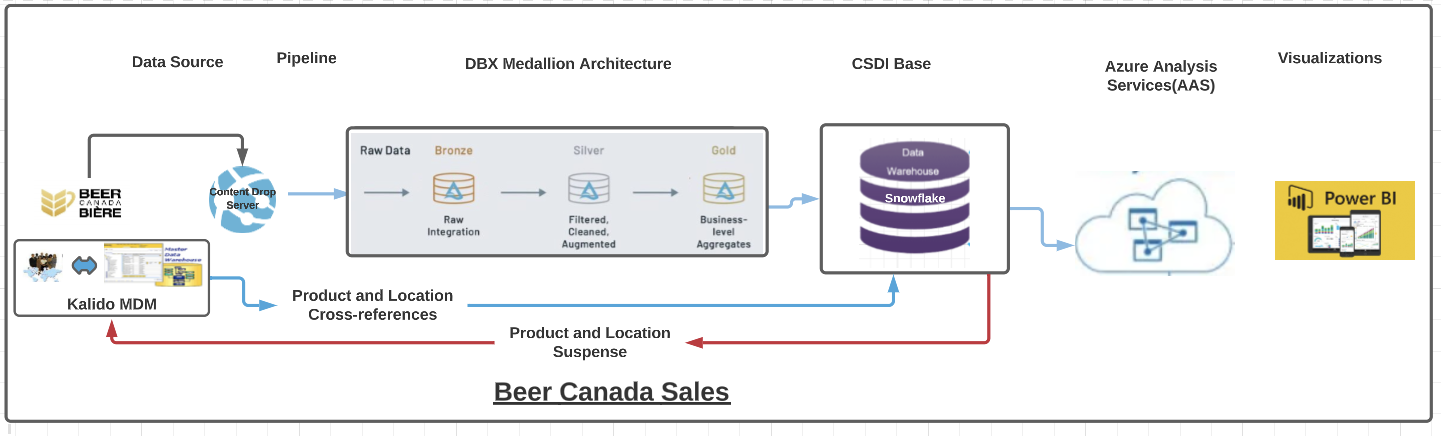 Data Source
Pipeline
DBX Medallion Architecture
CSDI Base
Azure Analysis
Services(AAS)
Visualizations
Raw Data
Bronze
Silver
Gold
Raw
Integration
Filtered,
Cleaned,
Augmented
Business-
level
Aggregates
BEER
CANADA
BIÈRE
Content Drop
Server
Data
Warehouse
Snowflake
Power BI
Master
Data
Warehouse
Kalido MDM
Product and Location
Cross-references
Product and Location
Suspense
Beer Canada Sales